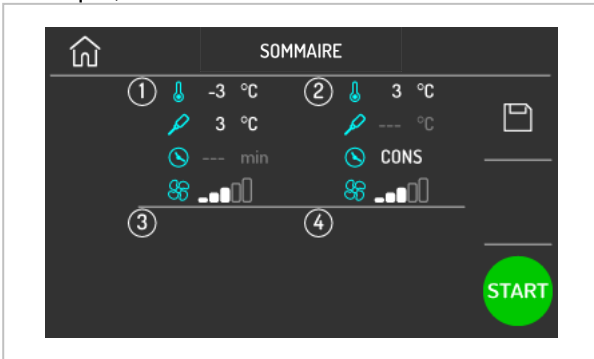 SOMMAIRE
1 -3 °C 2 3 °C
3 °C --- °C
--- min CONS
3 4
START